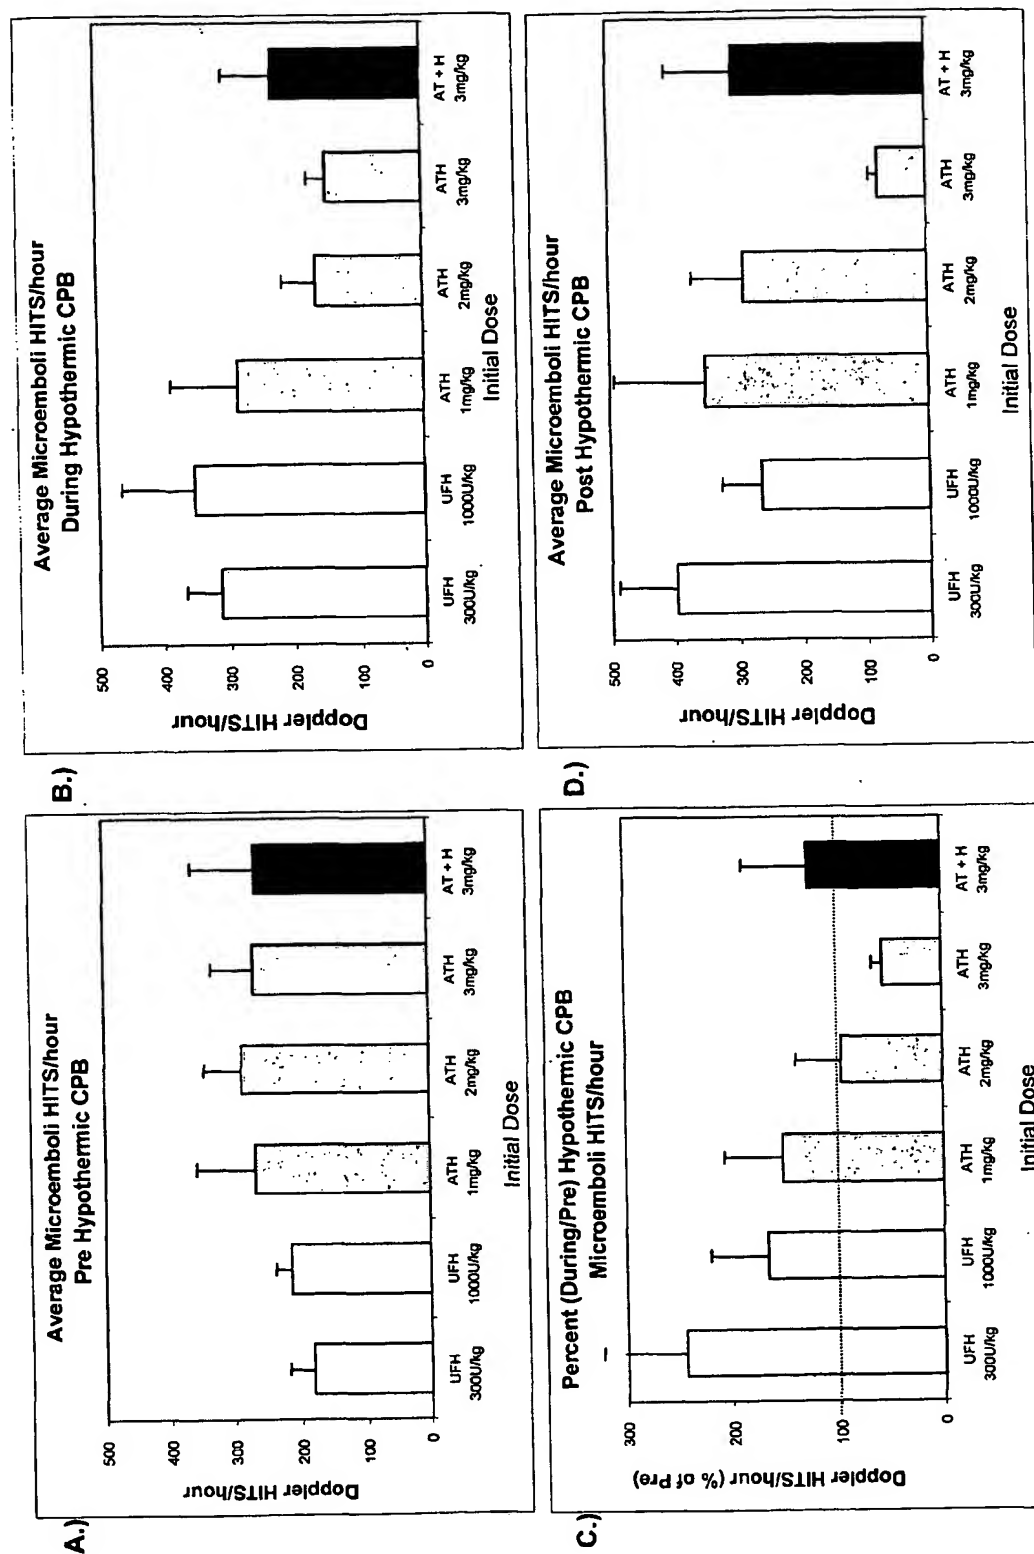 A.)
Average Microemboli HITS/hour
Pre Hypothermic CPB
Doppler HITS/hour
500
400
300
200
100
0
UFH UFH ATH ATH ATH AT + H
300U/kg 1000U/kg 1mg/kg 2mg/kg 3mg/kg 3mg/kg
Initial Dose
B.)
Average Microemboli HITS/hour
During Hypothermic CPB
Doppler HITS/hour
500
400
300
200
100
0
UFH UFH ATH ATH ATH AT + H
300U/kg 1000U/kg 1mg/kg 2mg/kg 3mg/kg 3mg/kg
Initial Dose
C.)
Percent (During/Pre) Hypothermic CPB
Microemboli HITS/hour
Doppler HITS/hour (% of Pre)
300
200
100
0
UFH UFH ATH ATH ATH AT + H
300U/kg 1000U/kg 1mg/kg 2mg/kg 3mg/kg 3mg/kg
Initial Dose
D.)
Average Microemboli HITS/hour
Post Hypothermic CPB
Doppler HITS/hour
500
400
300
200
100
0
UFH UFH ATH ATH ATH AT + H
300U/kg 1000U/kg 1mg/kg 2mg/kg 3mg/kg 3mg/kg
Initial Dose